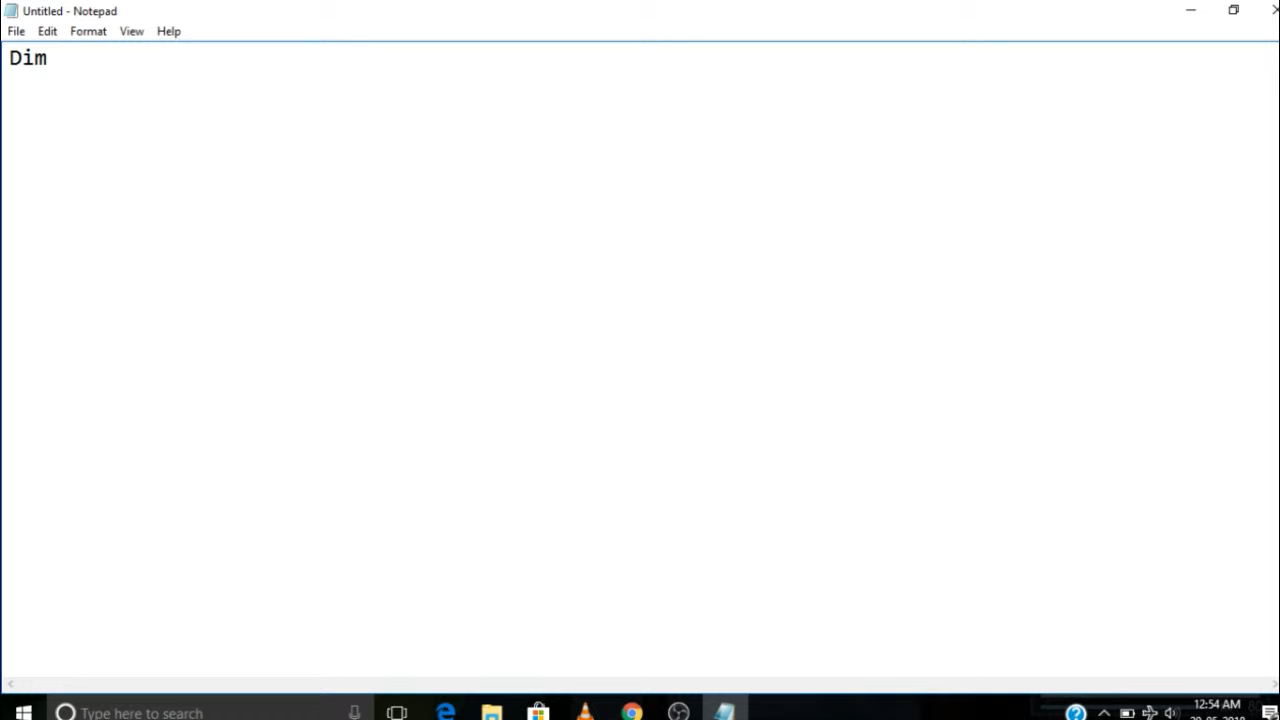 Untitled - Notepad
File Edit Format View Help
Dim
Type here to search
12:54 AM